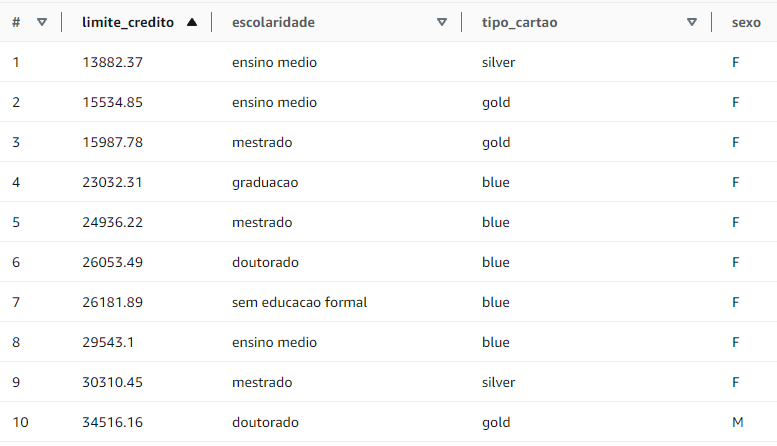 # limite_credito escolaridade tipo_cartao sexo
1 13882.37 ensino medio silver F
2 15534.85 ensino medio gold F
3 15987.78 mestrado gold F
4 23032.31 graduacao blue F
5 24936.22 mestrado blue F
6 26053.49 doutorado blue F
7 26181.89 sem educacao formal blue F
8 29543.1 ensino medio blue F
9 30310.45 mestrado silver F
10 34516.16 doutorado gold M